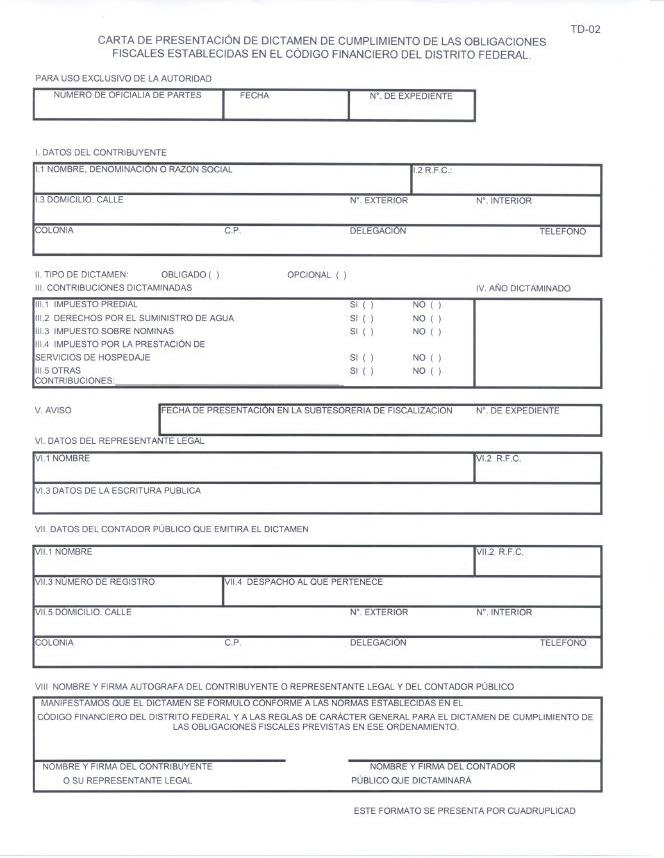 TD-02
CARTA DE PRESENTACIÓN DE DICTAMEN DE CUMPLIMIENTO DE LAS OBLIGACIONES
FISCALES ESTABLECIDAS EN EL CÓDIGO FINANCIERO DEL DISTRITO FEDERAL.
PARA USO EXCLUSIVO DE LA AUTORIDAD
NÚMERO DE OFICIALIA DE PARTES FECHA N°. DE EXPEDIENTE
I. DATOS DEL CONTRIBUYENTE
I.1 NOMBRE, DENOMINACIÓN O RAZON SOCIAL I.2 R.F.C.:
I.3 DOMICILIO. CALLE N°. EXTERIOR N°. INTERIOR
COLONIA C.P. DELEGACIÓN TELEFONO
II. TIPO DE DICTAMEN: OBLIGADO ( ) OPCIONAL ( )
III. CONTRIBUCIONES DICTAMINADAS IV. AÑO DICTAMINADO
III.1 IMPUESTO PREDIAL SI ( ) NO ( )
III.2 DERECHOS POR EL SUMINISTRO DE AGUA SI ( ) NO ( )
III.3 IMPUESTO SOBRE NOMINAS SI ( ) NO ( )
III.4 IMPUESTO POR LA PRESTACIÓN DE
SERVICIOS DE HOSPEDAJE SI ( ) NO ( )
III.5 OTRAS SI ( ) NO ( )
CONTRIBUCIONES:
V. AVISO FECHA DE PRESENTACIÓN EN LA SUBTESORERIA DE FISCALIZACION N°. DE EXPEDIENTE
VI. DATOS DEL REPRESENTANTE LEGAL
VI.1 NOMBRE VI.2 R.F.C.
VI.3 DATOS DE LA ESCRITURA PUBLICA
VII. DATOS DEL CONTADOR PÚBLICO QUE EMITIRA EL DICTAMEN
VII.1 NOMBRE VII.2 R.F.C.
VII.3 NÚMERO DE REGISTRO VII.4 DESPACHO AL QUE PERTENECE
VII.5 DOMICILIO. CALLE N°. EXTERIOR N°. INTERIOR
COLONIA C.P. DELEGACIÓN TELEFONO
VIII NOMBRE Y FIRMA AUTOGRAFA DEL CONTRIBUYENTE O REPRESENTANTE LEGAL Y DEL CONTADOR PÚBLICO
MANIFESTAMOS QUE EL DICTAMEN SE FORMULÓ CONFORME A LAS NORMAS ESTABLECIDAS EN EL
CÓDIGO FINANCIERO DEL DISTRITO FEDERAL Y A LAS REGLAS DE CARÁCTER GENERAL PARA EL DICTAMEN DE CUMPLIMIENTO DE
LAS OBLIGACIONES FISCALES PREVISTAS EN ESE ORDENAMIENTO.
NOMBRE Y FIRMA DEL CONTRIBUYENTE NOMBRE Y FIRMA DEL CONTADOR
O SU REPRESENTANTE LEGAL PÚBLICO QUE DICTAMINARÁ
ESTE FORMATO SE PRESENTA POR CUADRUPLICAD